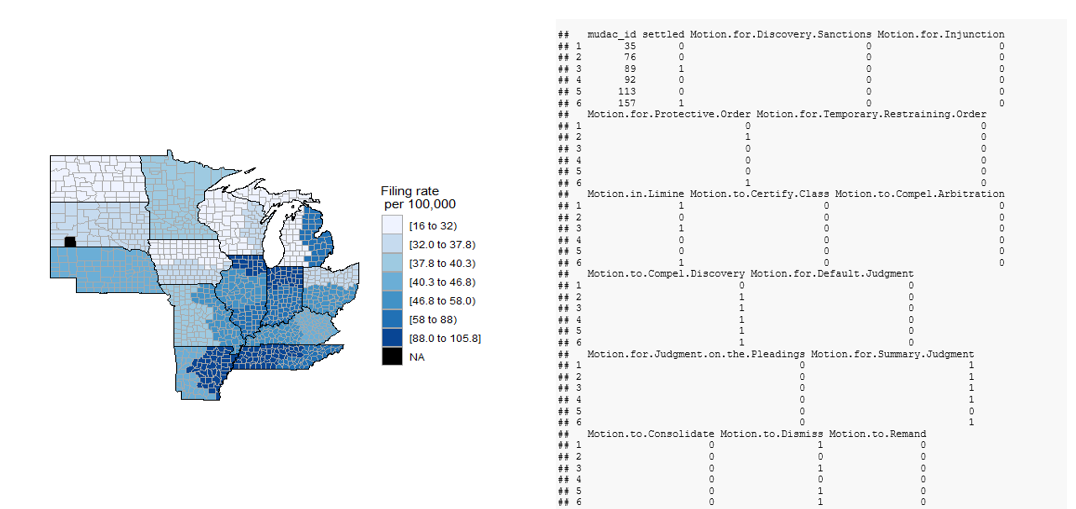 Filing rate
per 100,000
[16 to 32)
[32.0 to 37.8)
[37.8 to 40.3)
[40.3 to 46.8)
[46.8 to 58.0)
[58 to 88)
[88.0 to 105.8]
NA
##   mudac_id settled Motion.for.Discovery.Sanctions Motion.for.Injunction
## 1 35 0 0 0
## 2 76 0 0 0
## 3 89 1 0 0
## 4 92 0 0 0
## 5 113 0 0 0
## 6 157 1 0 0
##   Motion.for.Protective.Order Motion.for.Temporary.Restraining.Order
## 1 0 0
## 2 1 0
## 3 0 0
## 4 0 0
## 5 0 0
## 6 1 0
##   Motion.in.Limine Motion.to.Certify.Class Motion.to.Compel.Arbitration
## 1 1 0 0
## 2 0 0 0
## 3 1 0 0
## 4 0 0 0
## 5 0 0 0
## 6 1 0 0
##   Motion.to.Compel.Discovery Motion.for.Default.Judgment
## 1 0 0
## 2 1 0
## 3 1 0
## 4 1 0
## 5 1 0
## 6 1 0
##   Motion.for.Judgment.on.the.Pleadings Motion.for.Summary.Judgment
## 1 0 1
## 2 0 1
## 3 0 1
## 4 0 1
## 5 0 0
## 6 0 1
##   Motion.to.Consolidate Motion.to.Dismiss Motion.to.Remand
## 1 0 1 0
## 2 0 0 0
## 3 0 1 0
## 4 0 0 0
## 5 0 1 0
## 6 0 1 0